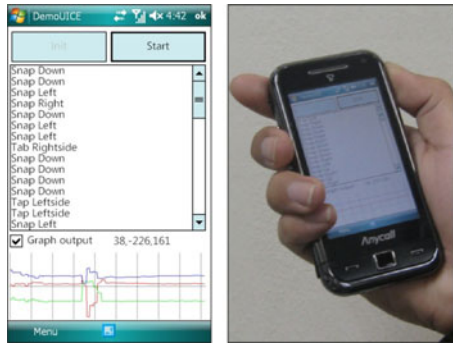 DemoUICE 4:42 ok
Init Start
Snap Down
Snap Down
Snap Left
Snap Right
Snap Down
Snap Left
Snap Left
Tab Rightside
Snap Down
Snap Down
Snap Down
Snap Down
Tap Leftside
Tap Leftside
Snap Left
Graph output 38,-226,161
Menu
Anycall